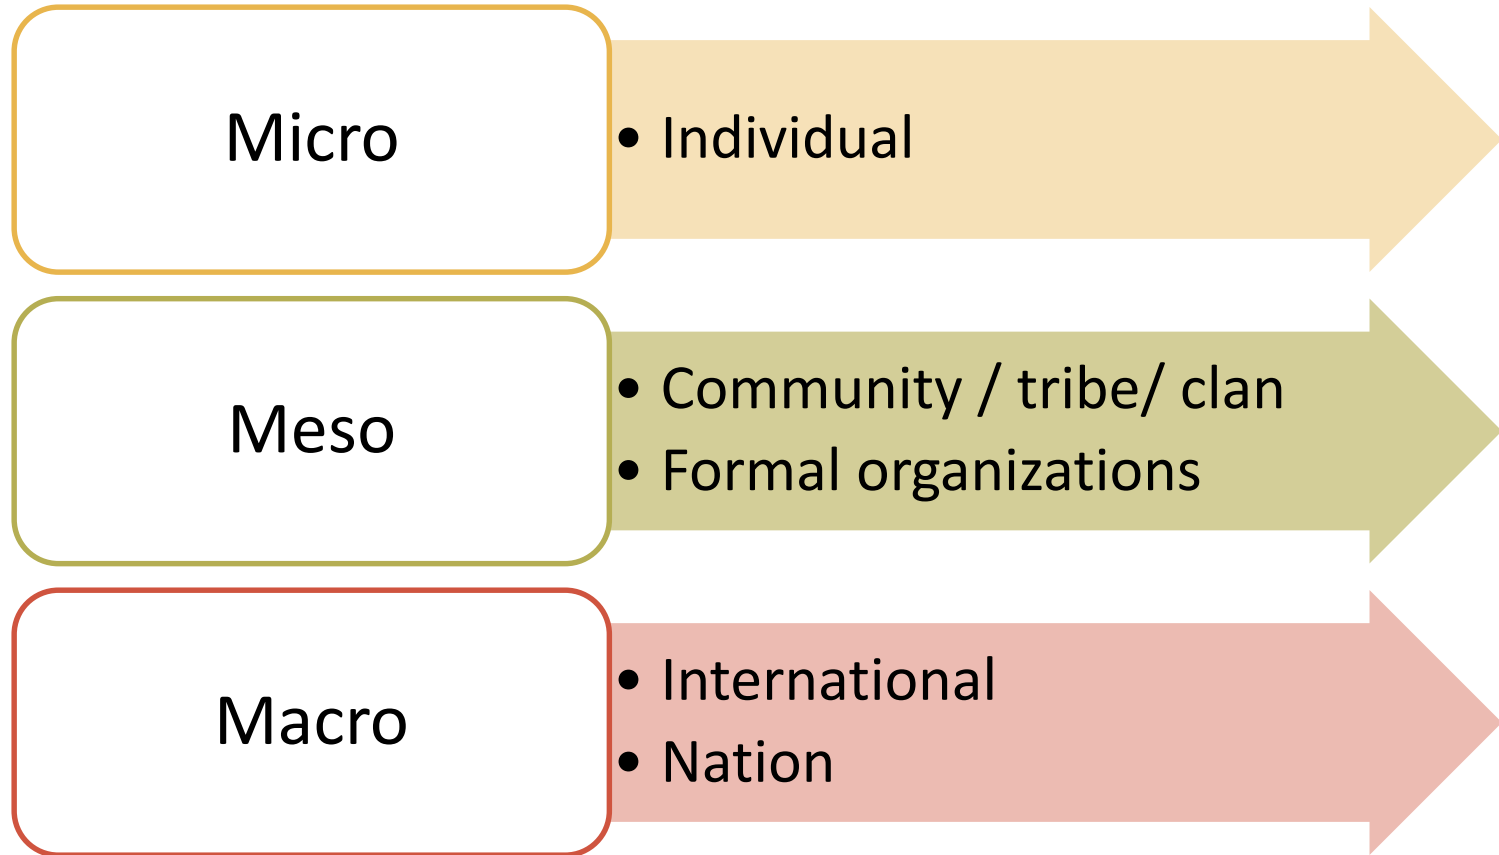 Micro
• Individual
Meso
• Community / tribe/ clan
• Formal organizations
Macro
• International
• Nation